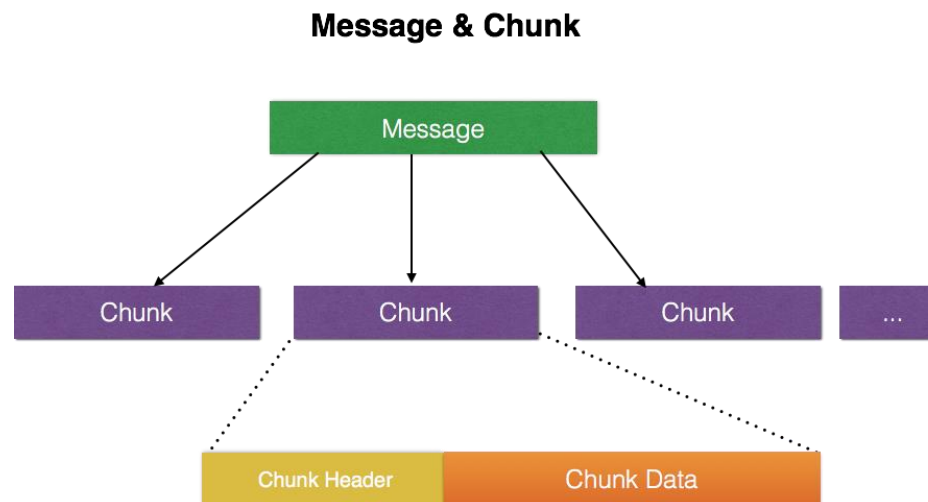 Message & Chunk
Message
Chunk
Chunk
Chunk
...
Chunk Header
Chunk Data